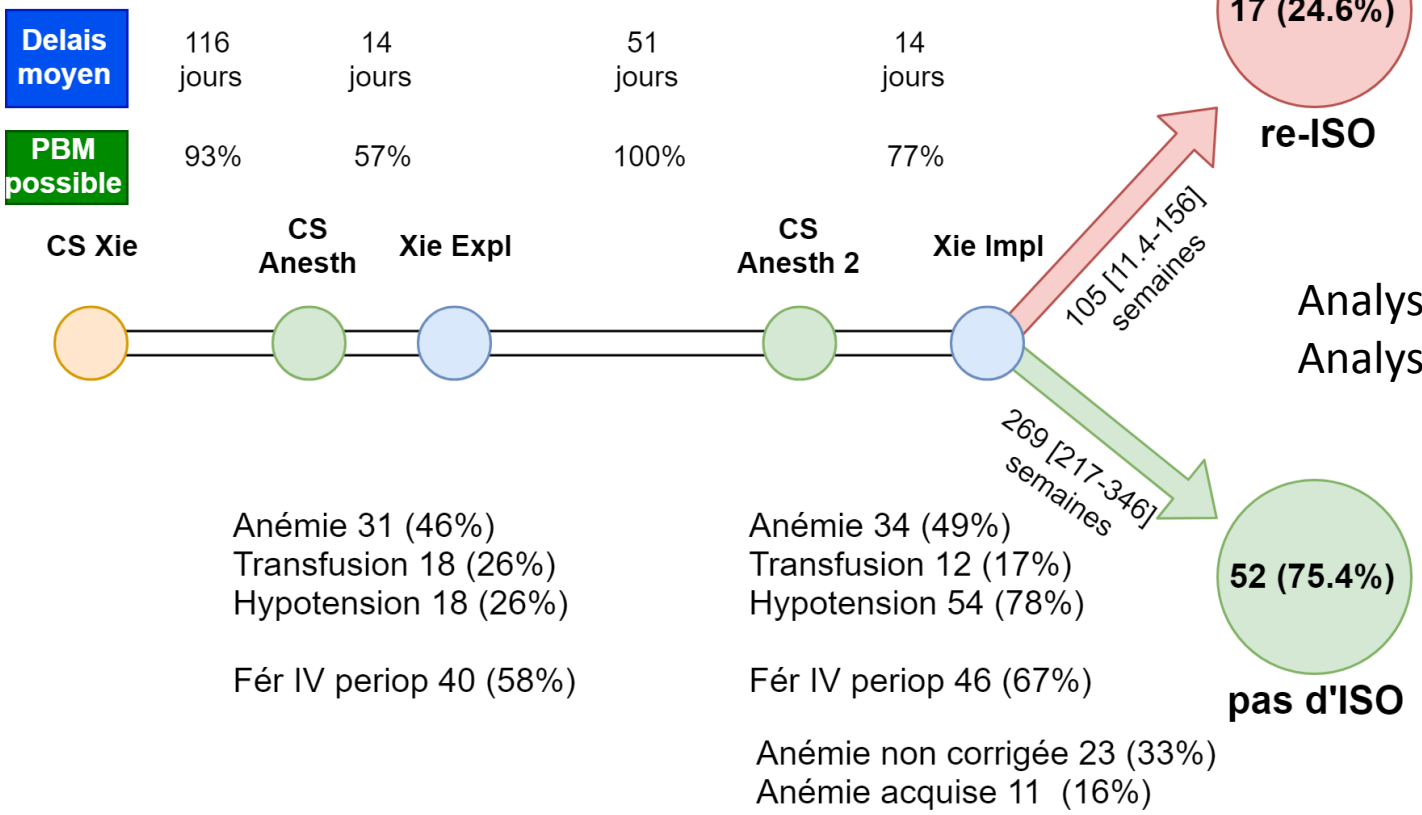 Delais
moyen
116
jours
14
jours
51
jours
14
jours
17 (24.6%)
re-ISO
PBM
possible
93%
57%
100%
77%
CS Xie
CS
Anesth
Xie Expl
CS
Anesth 2
Xie Impl
105 [11.4-156]
semaines
Analys
Analys
269 [217-346]
semaines
Anémie 31 (46%)
Transfusion 18 (26%)
Hypotension 18 (26%)
Fér IV periop 40 (58%)
Anémie 34 (49%)
Transfusion 12 (17%)
Hypotension 54 (78%)
Fér IV periop 46 (67%)
Anémie non corrigée 23 (33%)
Anémie acquise 11 (16%)
52 (75.4%)
pas d'ISO